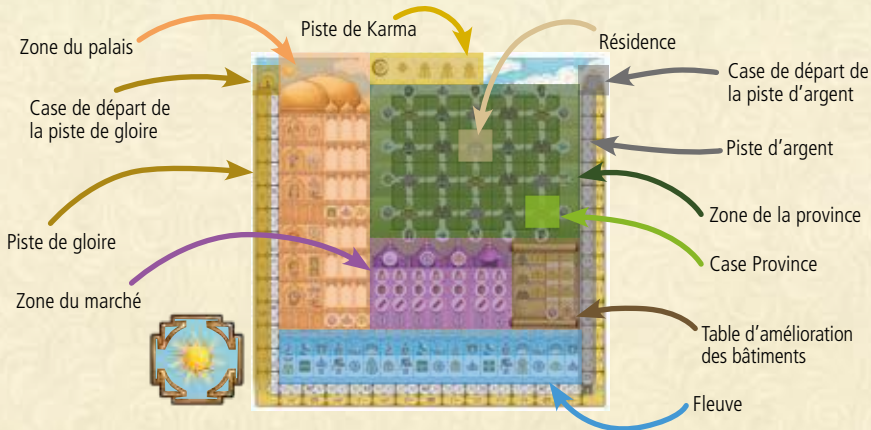 Piste de Karma
Zone du palais
Résidence
Case de départ de
la piste de gloire
Case de départ de
la piste d'argent
Piste d'argent
Piste de gloire
Zone de la province
Case Province
Zone du marché
Table d'amélioration
des bâtiments
Fleuve